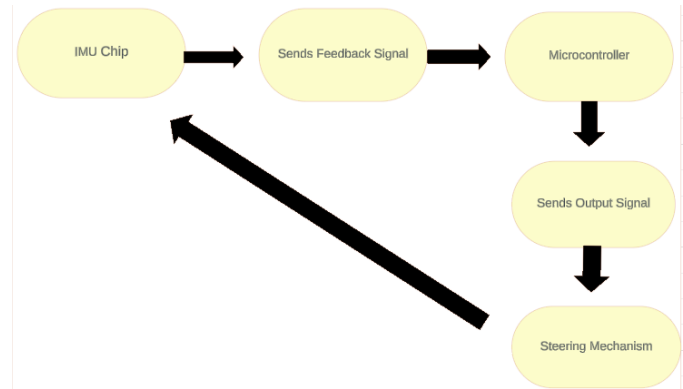 IMU Chip
Sends Feedback Signal
Microcontroller
Sends Output Signal
Steering Mechanism